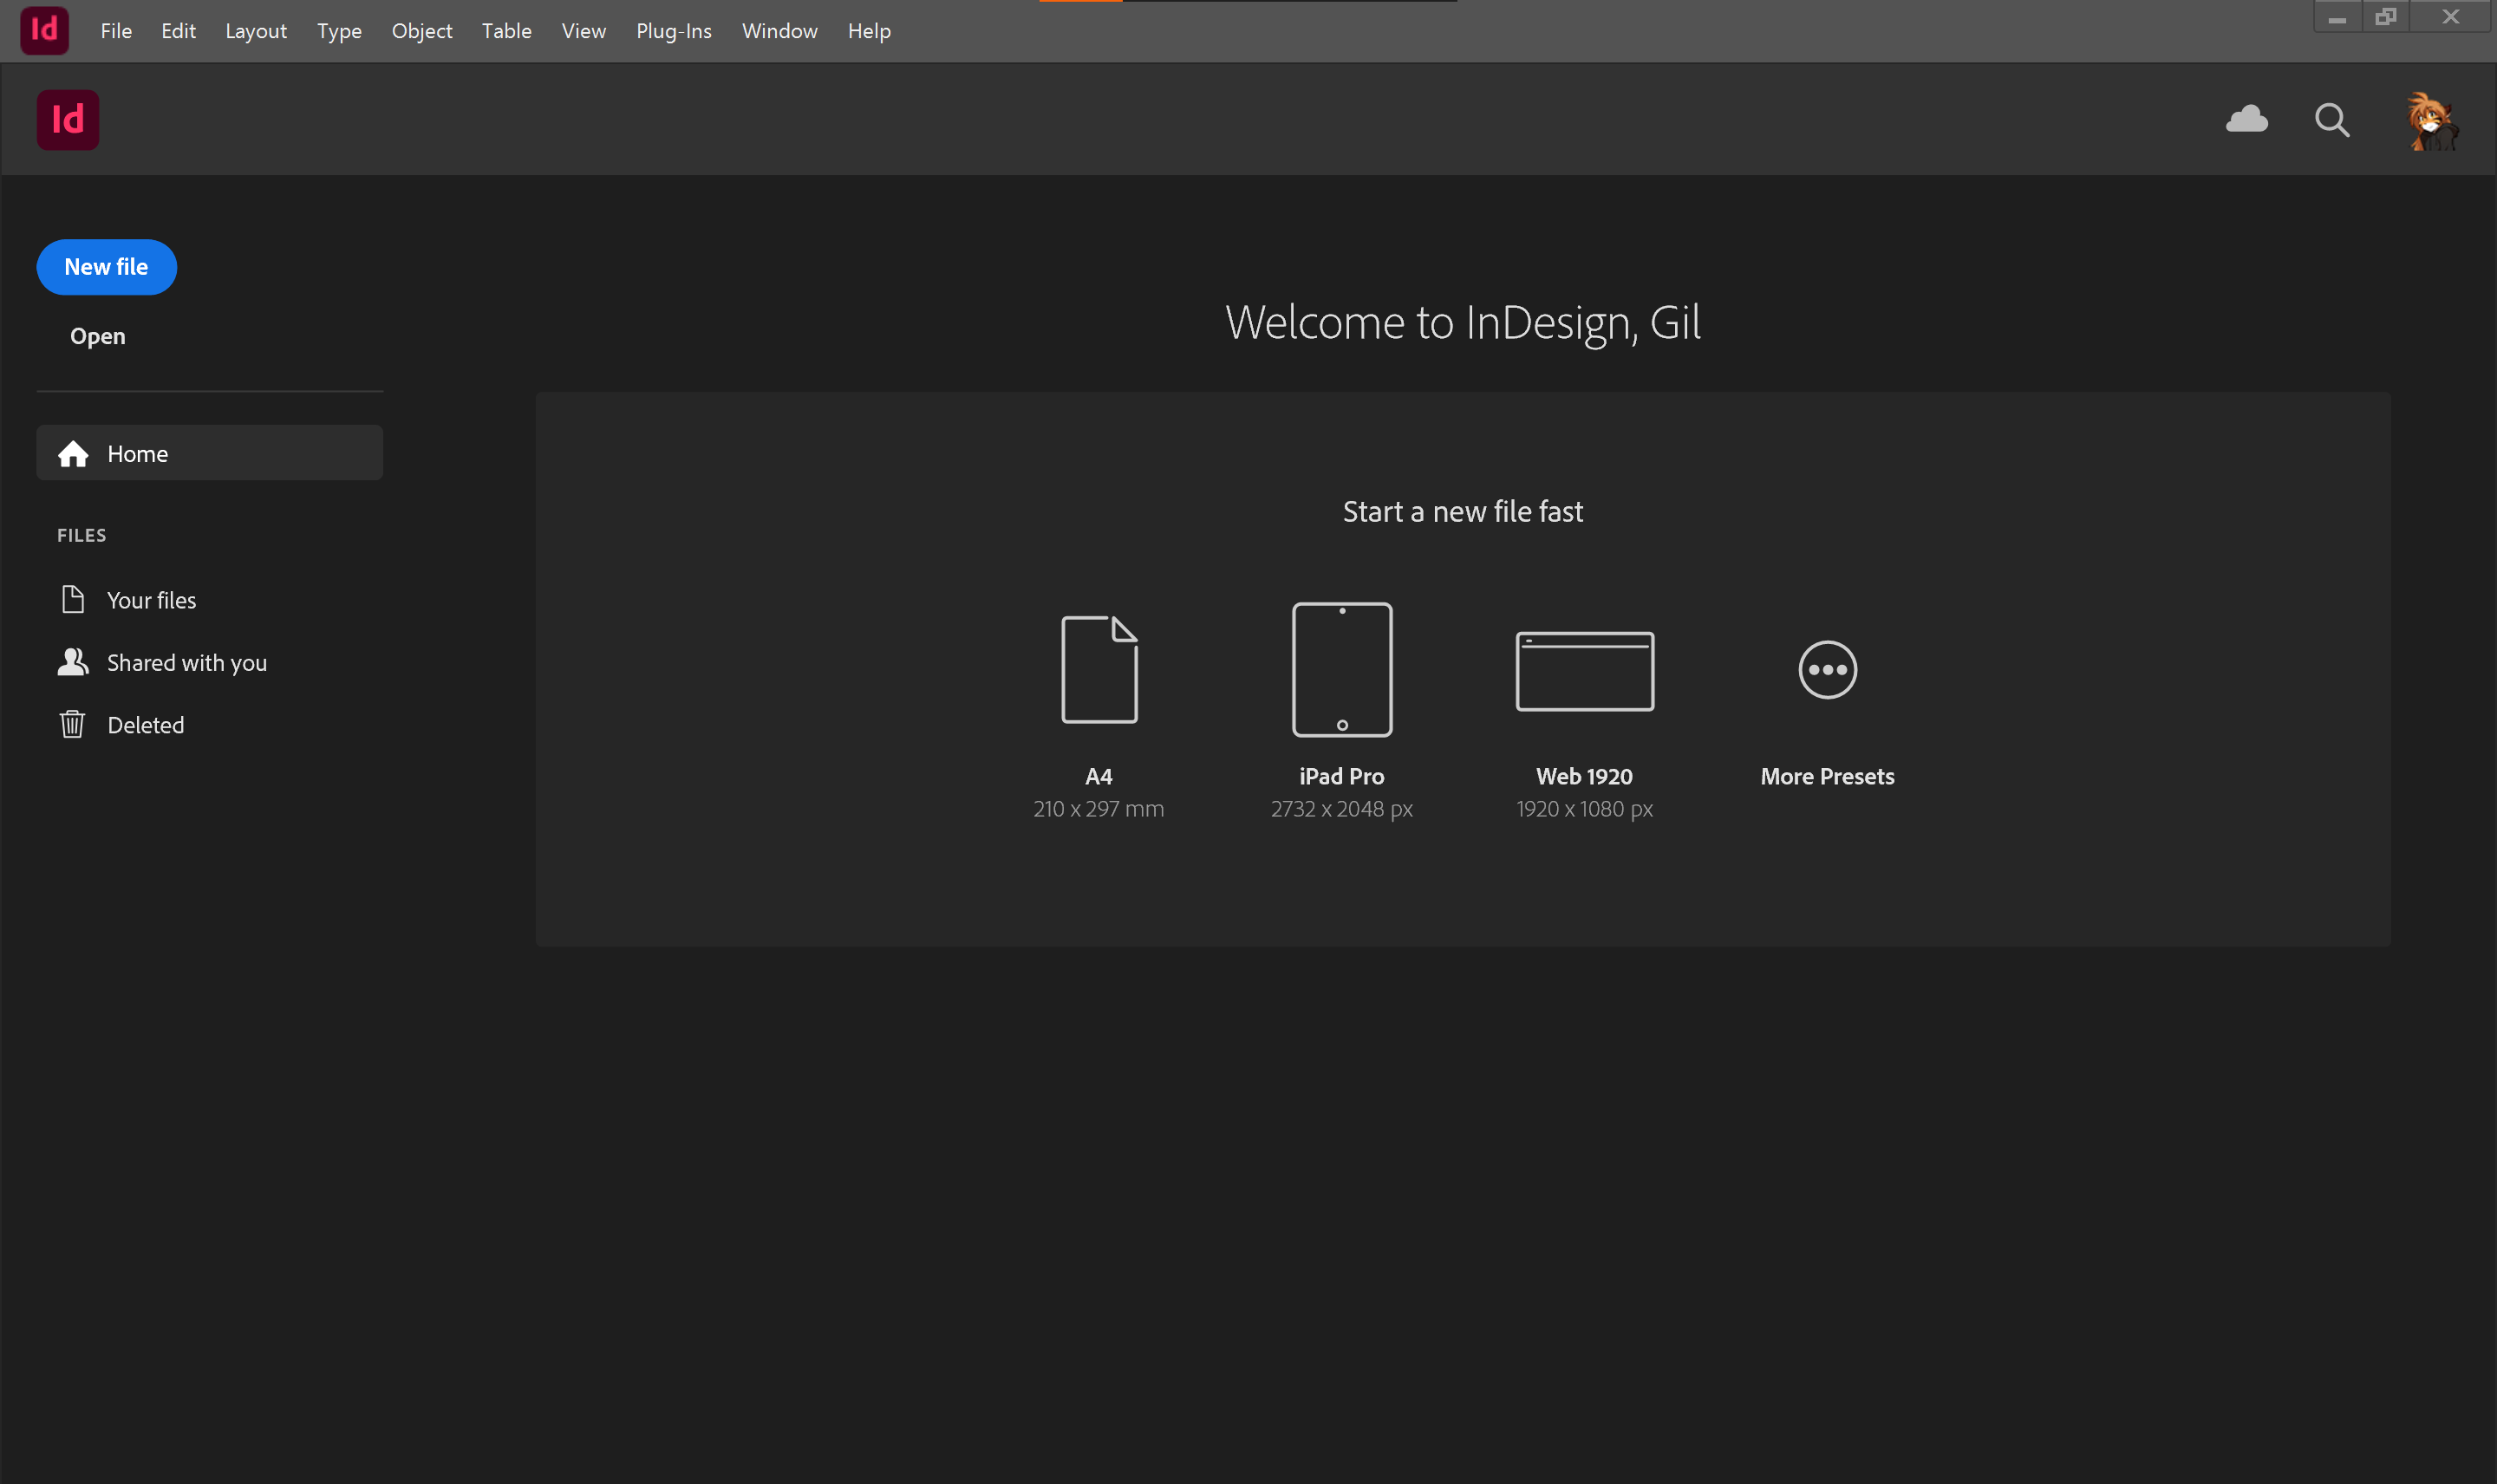 Id File Edit Layout Type Object Table View Plug-Ins Window Help
Id
New file
Open
Home
FILES
Your files
Shared with you
Deleted
Welcome to InDesign, Gil
Start a new file fast
A4 iPad Pro Web 1920 More Presets
210 x 297 mm 2732 x 2048 px 1920 x 1080 px